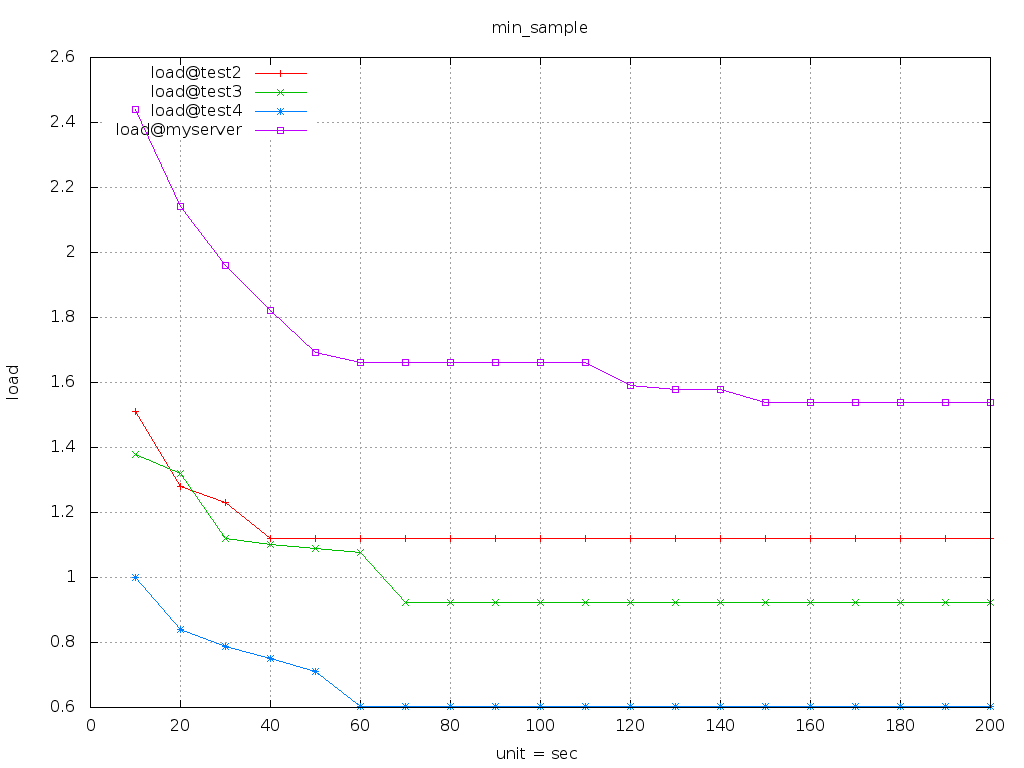 min_sample
2.6
2.4
2.2
2
1.8
1.6
1.4
1.2
1
0.8
0.6
load@test2
load@test3
load@test4
load@myserver
load
0 20 40 60 80 100 120 140 160 180 200
unit = sec